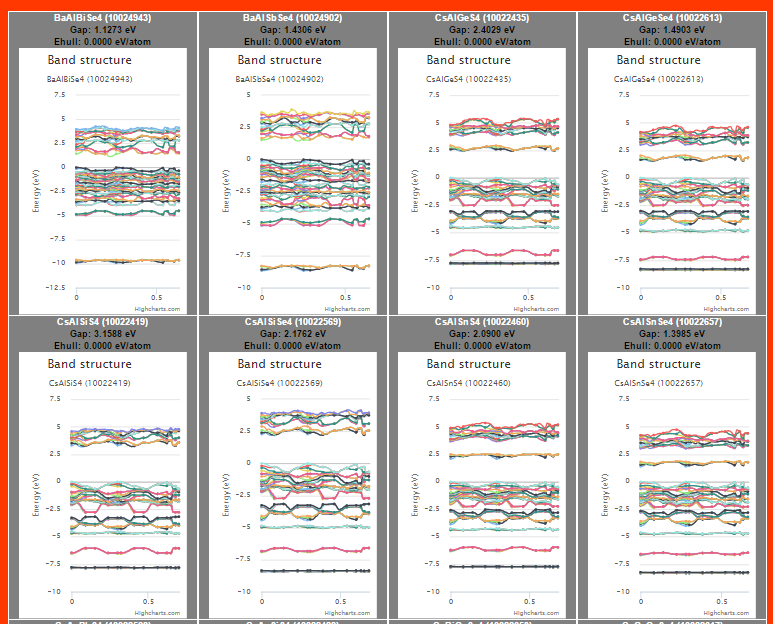 BaAlBiSe4 (10024943)
Gap: 1.1273 eV
Ehull: 0.0000 eV/atom
Band structure
BaAlBiSe4 (10024943)
7.5
5
2.5
0
−2.5
−5
−7.5
−10
−12.5
Energy (eV)
0
0.5
Highcharts.com
BaAlSbSe4 (10024902)
Gap: 1.4306 eV
Ehull: 0.0000 eV/atom
Band structure
BaAlSbSe4 (10024902)
5
2.5
0
−2.5
−5
−7.5
−10
Energy (eV)
0
0.5
Highcharts.com
CsAlGeS4 (10022435)
Gap: 2.4029 eV
Ehull: 0.0000 eV/atom
Band structure
CsAlGeS4 (10022435)
7.5
5
2.5
0
−2.5
−5
−7.5
−10
Energy (eV)
0
0.5
Highcharts.com
CsAlGeSe4 (10022613)
Gap: 1.4903 eV
Ehull: 0.0000 eV/atom
Band structure
CsAlGeSe4 (10022613)
7.5
5
2.5
0
−2.5
−5
−7.5
−10
Energy (eV)
0
0.5
Highcharts.com
CsAlSiS4 (10022419)
Gap: 3.1588 eV
Ehull: 0.0000 eV/atom
Band structure
CsAlSiS4 (10022419)
7.5
5
2.5
0
−2.5
−5
−7.5
−10
Energy (eV)
0
0.5
Highcharts.com
CsAlSiSe4 (10022569)
Gap: 2.1762 eV
Ehull: 0.0000 eV/atom
Band structure
CsAlSiSe4 (10022569)
5
2.5
0
−2.5
−5
−7.5
−10
Energy (eV)
0
0.5
Highcharts.com
CsAlSnS4 (10022460)
Gap: 2.0900 eV
Ehull: 0.0000 eV/atom
Band structure
CsAlSnS4 (10022460)
7.5
5
2.5
0
−2.5
−5
−7.5
−10
Energy (eV)
0
0.5
Highcharts.com
CsAlSnSe4 (10022657)
Gap: 1.3985 eV
Ehull: 0.0000 eV/atom
Band structure
CsAlSnSe4 (10022657)
7.5
5
2.5
0
−2.5
−5
−7.5
−10
Energy (eV)
0
0.5
Highcharts.com